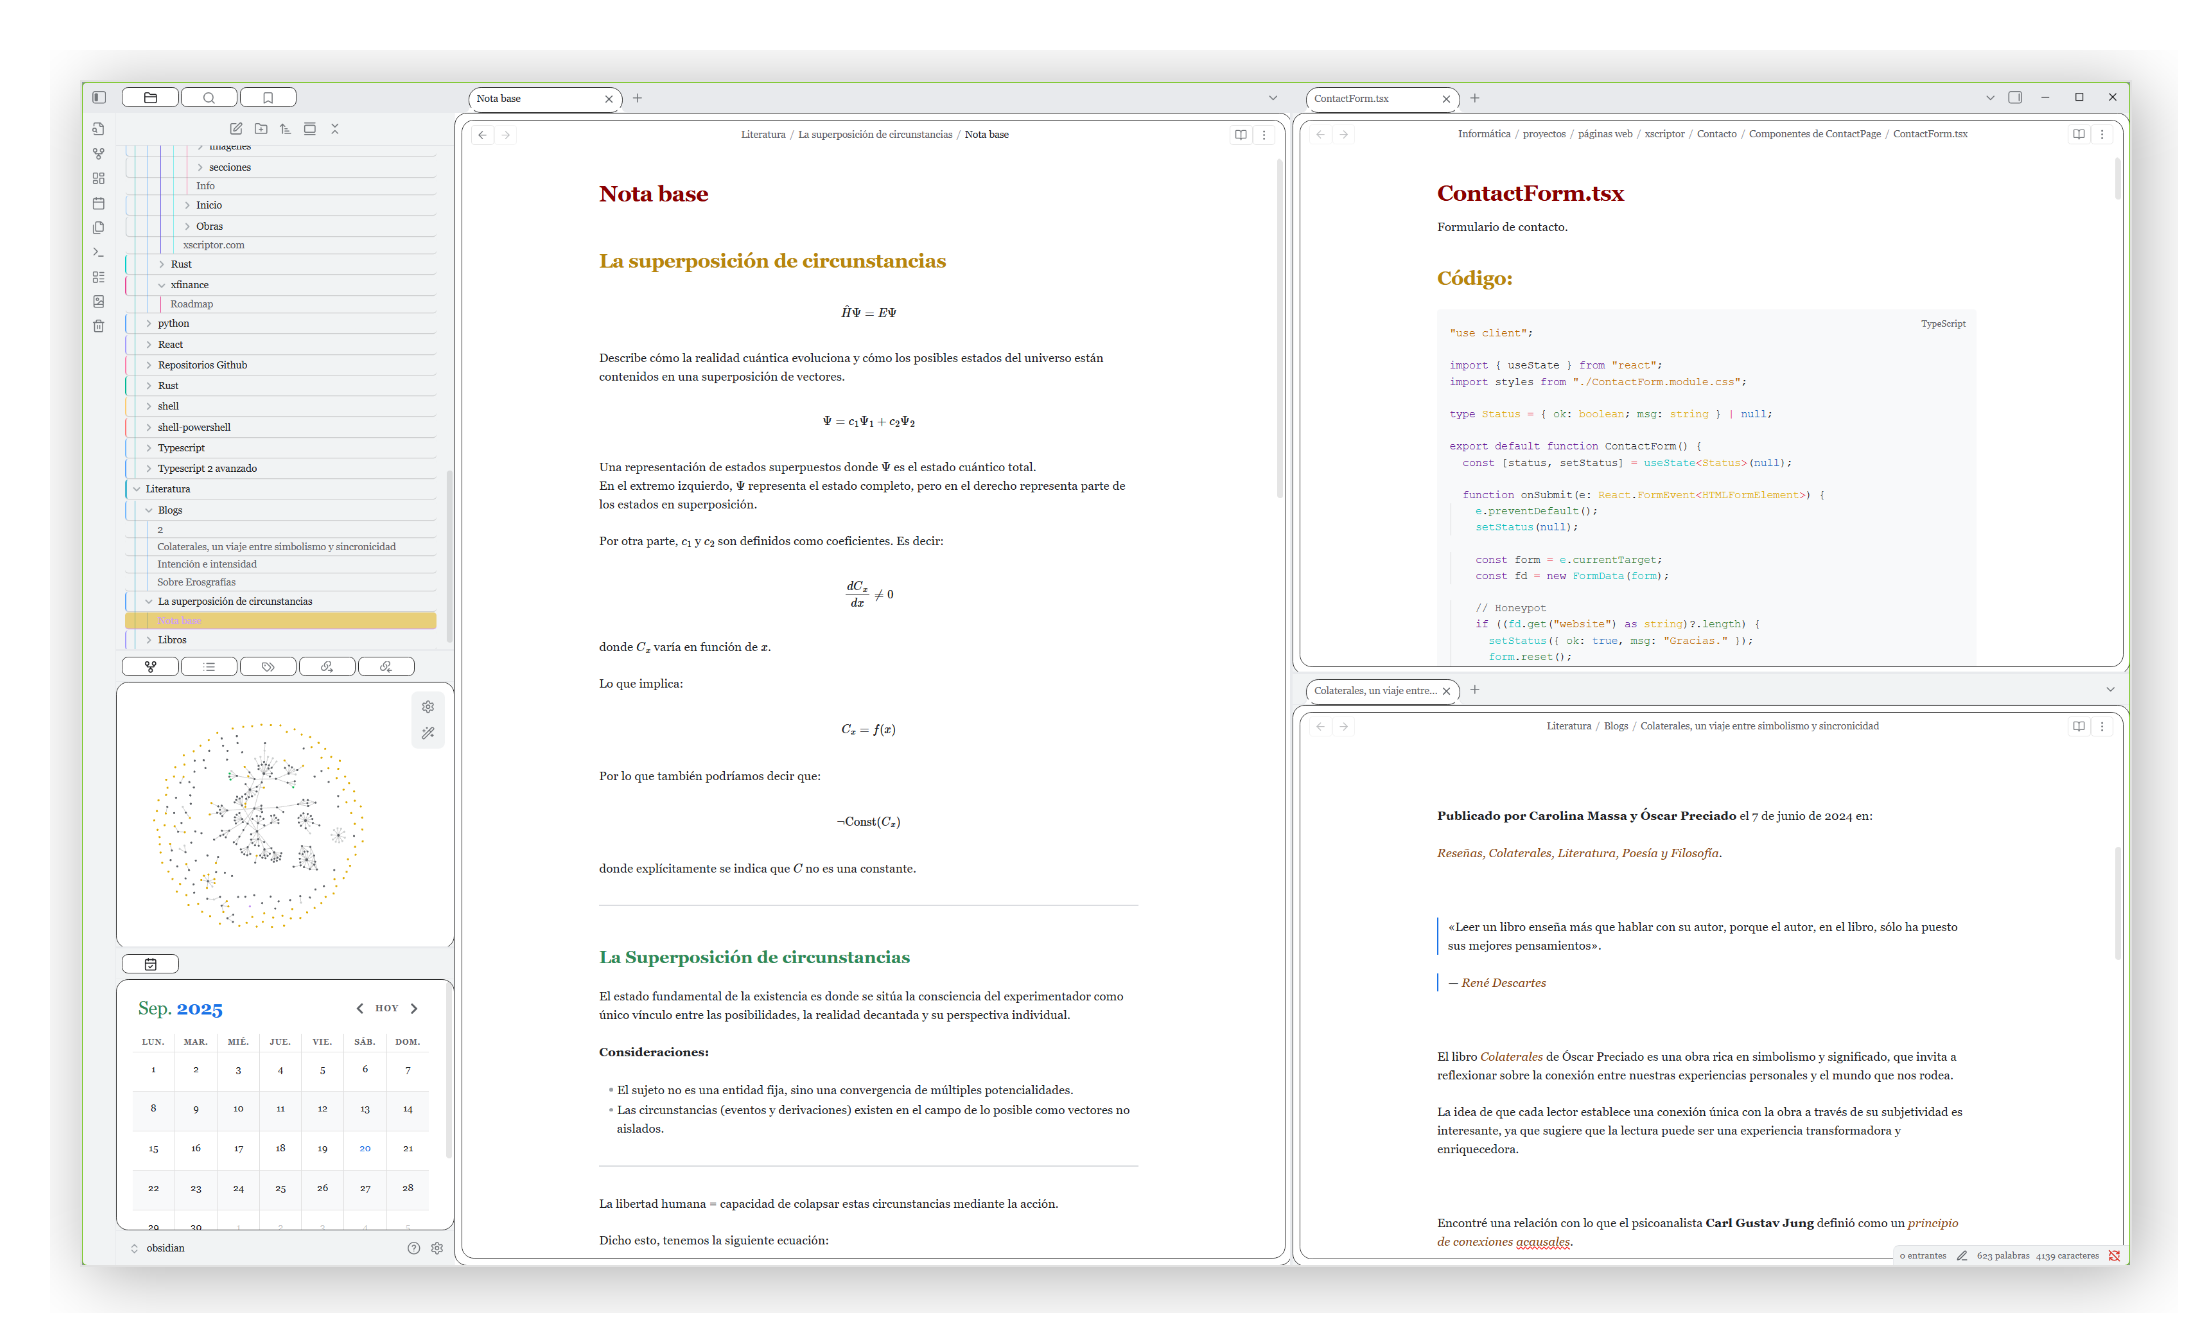 imágenes
secciones
Info
Inicio
Obras
xscriptor.com
Rust
xfinance
Roadmap
python
React
Repositorios Github
Rust
shell
shell-powershell
Typescript
Typescript 2 avanzado
Literatura
Blogs
2
Colaterales, un viaje entre simbolismo y sincronicidad
Intención e intensidad
Sobre Erosgrafías
La superposición de circunstancias
Nota base
Libros
Sep. 2025
HOY
LUN. MAR. MIÉ. JUE. VIE. SÁB. DOM.
1 2 3 4 5 6 7
8 9 10 11 12 13 14
15 16 17 18 19 20 21
22 23 24 25 26 27 28
29 30 1 2 3 4 5
obsidian
Nota base
Literatura / La superposición de circunstancias / Nota base
Nota base
La superposición de circunstancias
ĤΨ = EΨ
Describe cómo la realidad cuántica evoluciona y cómo los posibles estados del universo están
contenidos en una superposición de vectores.
Ψ = c₁Ψ₁ + c₂Ψ₂
Una representación de estados superpuestos donde Ψ es el estado cuántico total.
En el extremo izquierdo, Ψ representa el estado completo, pero en el derecho representa parte de
los estados en superposición.
Por otra parte, c₁ y c₂ son definidos como coeficientes. Es decir:
dCₓ
dx ≠ 0
donde Cₓ varía en función de x.
Lo que implica:
Cₓ = f(x)
Por lo que también podríamos decir que:
¬Const(Cₓ)
donde explícitamente se indica que C no es una constante.
La Superposición de circunstancias
El estado fundamental de la existencia es donde se sitúa la consciencia del experimentador como
único vínculo entre las posibilidades, la realidad decantada y su perspectiva individual.
Consideraciones:
El sujeto no es una entidad fija, sino una convergencia de múltiples potencialidades.
Las circunstancias (eventos y derivaciones) existen en el campo de lo posible como vectores no
aislados.
La libertad humana = capacidad de colapsar estas circunstancias mediante la acción.
Dicho esto, tenemos la siguiente ecuación:
ContactForm.tsx
Informática / proyectos / páginas web / xscriptor / Contacto / Componentes de ContactPage / ContactForm.tsx
ContactForm.tsx
Formulario de contacto.
Código:
TypeScript
"use client";
import { useState } from "react";
import styles from "./ContactForm.module.css";
type Status = { ok: boolean; msg: string } | null;
export default function ContactForm() {
const [status, setStatus] = useState<Status>(null);
function onSubmit(e: React.FormEvent<HTMLFormElement>) {
e.preventDefault();
setStatus(null);
const form = e.currentTarget;
const fd = new FormData(form);
// Honeypot
if ((fd.get("website") as string)?.length) {
setStatus({ ok: true, msg: "Gracias." });
form.reset();
Colaterales, un viaje entre...
Literatura / Blogs / Colaterales, un viaje entre simbolismo y sincronicidad
Publicado por Carolina Massa y Óscar Preciado el 7 de junio de 2024 en:
Reseñas, Colaterales, Literatura, Poesía y Filosofía.
«Leer un libro enseña más que hablar con su autor, porque el autor, en el libro, sólo ha puesto
sus mejores pensamientos».
— René Descartes
El libro Colaterales de Óscar Preciado es una obra rica en simbolismo y significado, que invita a
reflexionar sobre la conexión entre nuestras experiencias personales y el mundo que nos rodea.
La idea de que cada lector establece una conexión única con la obra a través de su subjetividad es
interesante, ya que sugiere que la lectura puede ser una experiencia transformadora y
enriquecedora.
Encontré una relación con lo que el psicoanalista Carl Gustav Jung definió como un principio
de conexiones acausales.
0 entrantes 623 palabras 4139 caracteres